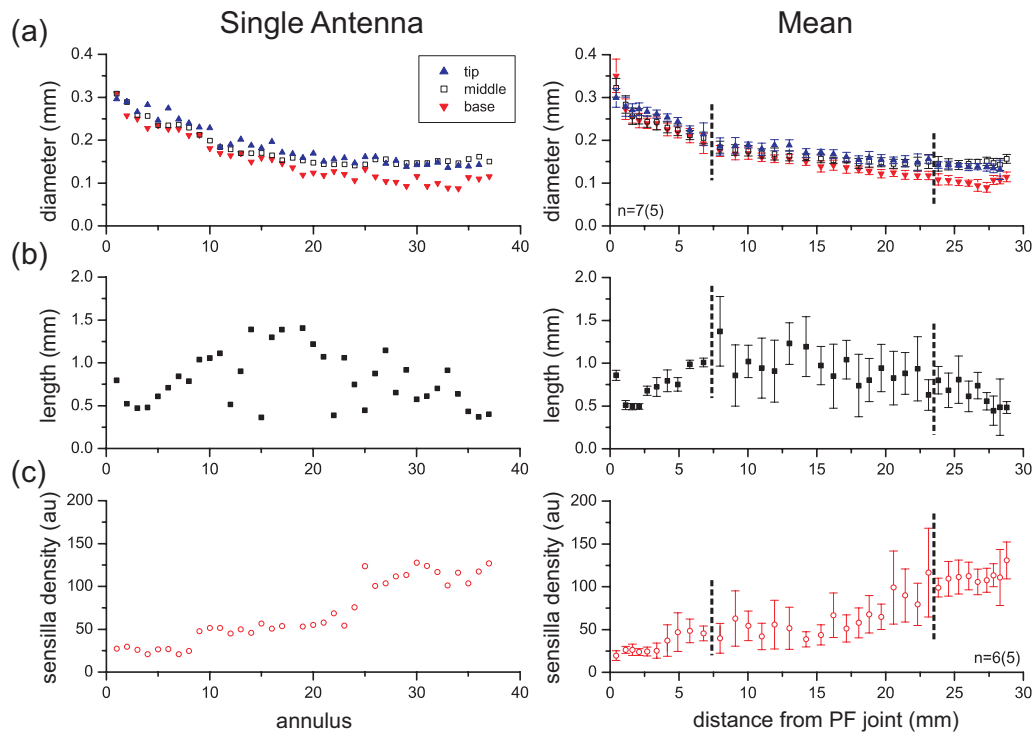 Single Antenna
Mean
(a)
diameter (mm)
0.4
0.3
0.2
0.1
0.0
tip
middle
base
0 10 20 30 40
diameter (mm)
0.4
0.3
0.2
0.1
0.0
n=7(5)
0 5 10 15 20 25 30
(b)
length (mm)
2.0
1.5
1.0
0.5
0.0
0 10 20 30 40
length (mm)
2.0
1.5
1.0
0.5
0.0
0 5 10 15 20 25 30
(c)
sensilla density (au)
200
150
100
50
0
0 10 20 30 40
annulus
sensilla density (au)
200
150
100
50
0
n=6(5)
0 5 10 15 20 25 30
distance from PF joint (mm)